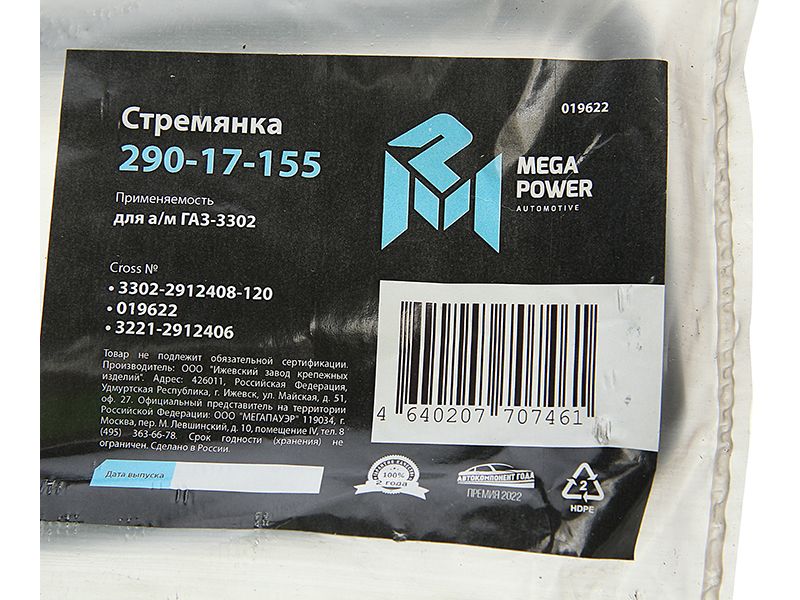 019622
Стремянка
290-17-155
MEGA
POWER
AUTOMOTIVE
Применяемость
для а/м ГАЗ-3302
Cross №
• 3302-2912408-120
• 019622
• 3221-2912406
Товар не подлежит обязательной сертификации.
Производитель: ООО "Ижевский завод крепежных
изделий". Адрес: 426011, Российская Федерация,
Удмуртская Республика, г. Ижевск, ул. Майская, д. 51,
оф. 27. Официальный представитель на территории
Российской Федерации: ООО "МЕГАПАУЭР" 119034, г.
Москва, пер. М. Левшинский, д. 10, помещение IV, тел. 8
(495) 363-66-78. Срок годности (хранения) не
ограничен. Сделано в России.
4 640207 707461
Дата выпуска
100%
2 года
АВТОКОМПОНЕНТ ГОДА
ПРЕМИЯ 2022
2
HDPE